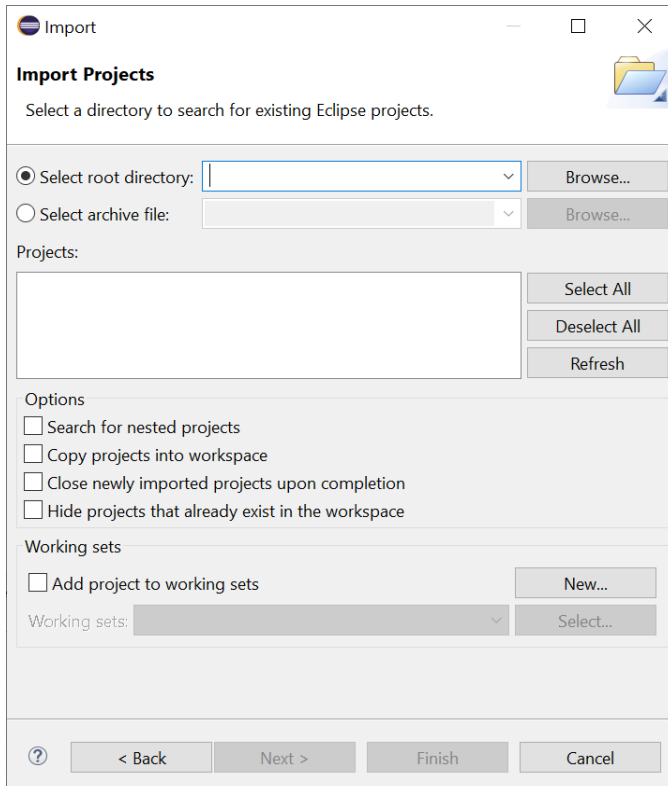 Import
Import Projects
Select a directory to search for existing Eclipse projects.
Select root directory:
Browse...
Select archive file:
Browse...
Projects:
Select All
Deselect All
Refresh
Options
Search for nested projects
Copy projects into workspace
Close newly imported projects upon completion
Hide projects that already exist in the workspace
Working sets
Add project to working sets
New...
Working sets:
Select...
?
< Back
Next >
Finish
Cancel